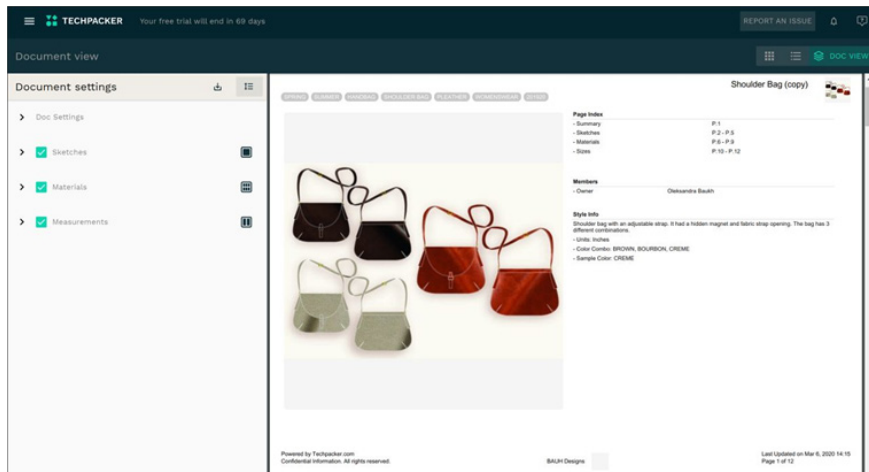 TECHPACKER
Your free trial will end in 69 days
REPORT AN ISSUE
Document view
DOC VIEW
Document settings
Doc Settings
Sketches
Materials
Measurements
SPRING SUMMER HANDBAG SHOULDER BAG PLEATHER WOMENSWEAR
Shoulder Bag (copy)
Page Index
- Summary P.1
- Sketches P.2 - P.5
- Materials P.6 - P.9
- Sizes P.10 - P.12
Members
- Owner Oleksandra Baukh
Style Info
Shoulder bag with an adjustable strap. It had a hidden magnet and fabric strap opening. The bag has 3
different combinations.
- Units: Inches
- Color Combo: BROWN, BOURBON, CREME
- Sample Color: CREME
Powered by Techpacker.com
Confidential information. All rights reserved.
BAUH Designs
Last Updated on Mar 6, 2020 14:15
Page 1 of 12